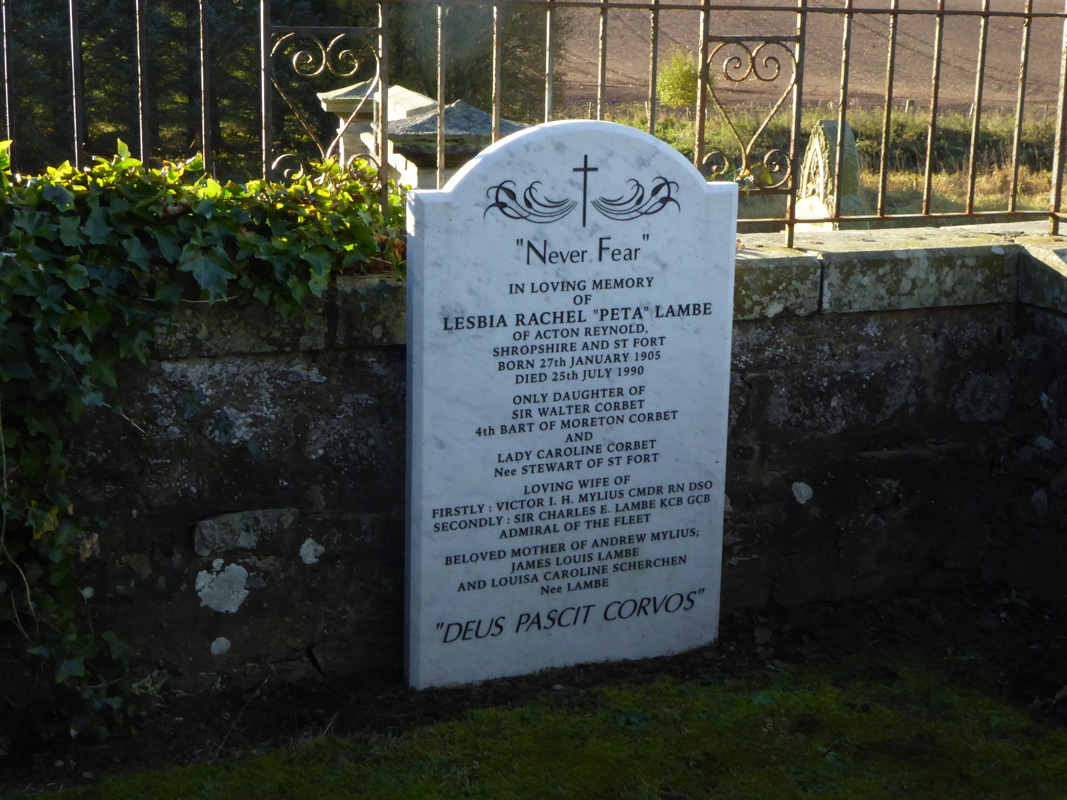 "Never Fear"
IN LOVING MEMORY
OF
LESBIA RACHEL "PETA" LAMBE
OF ACTON REYNOLD,
SHROPSHIRE AND ST FORT
BORN 27th JANUARY 1905
DIED 25th JULY 1990
ONLY DAUGHTER OF
SIR WALTER CORBET
4th BART OF MORETON CORBET
AND
LADY CAROLINE CORBET
Nee STEWART OF ST FORT
LOVING WIFE OF
FIRSTLY : VICTOR I. H. MYLIUS CMDR RN DSO
SECONDLY : SIR CHARLES E. LAMBE KCB GCB
ADMIRAL OF THE FLEET
BELOVED MOTHER OF ANDREW MYLIUS;
JAMES LOUIS LAMBE
AND LOUISA CAROLINE SCHERCHEN
Nee LAMBE
"DEUS PASCIT CORVOS"